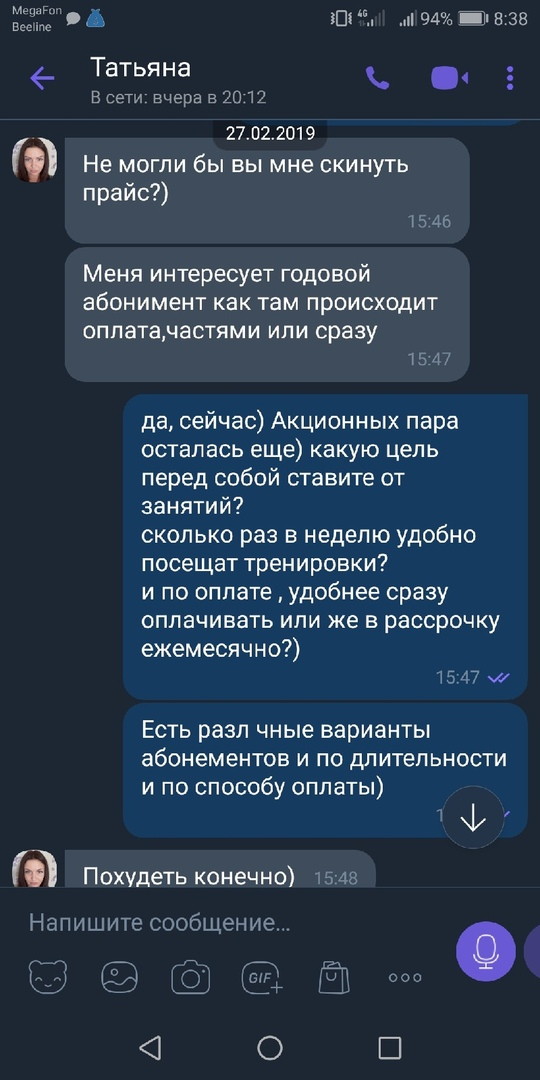 MegaFon
Beeline
4G
94%
8:38
Татьяна
В сети: вчера в 20:12
27.02.2019
Не могли бы вы мне скинуть
прайс?)
15:46
Меня интересует годовой
абонимент как там происходит
оплата,частями или сразу
15:47
да, сейчас) Акционных пара
осталась еще) какую цель
перед собой ставите от
занятий?
сколько раз в неделю удобно
посещат тренировки?
и по оплате , удобнее сразу
оплачивать или же в рассрочку
ежемесячно?)
15:47
Есть разл чные варианты
абонементов и по длительности
и по способу оплаты)
Похудеть конечно)
15:48
Напишите сообщение...
GIF